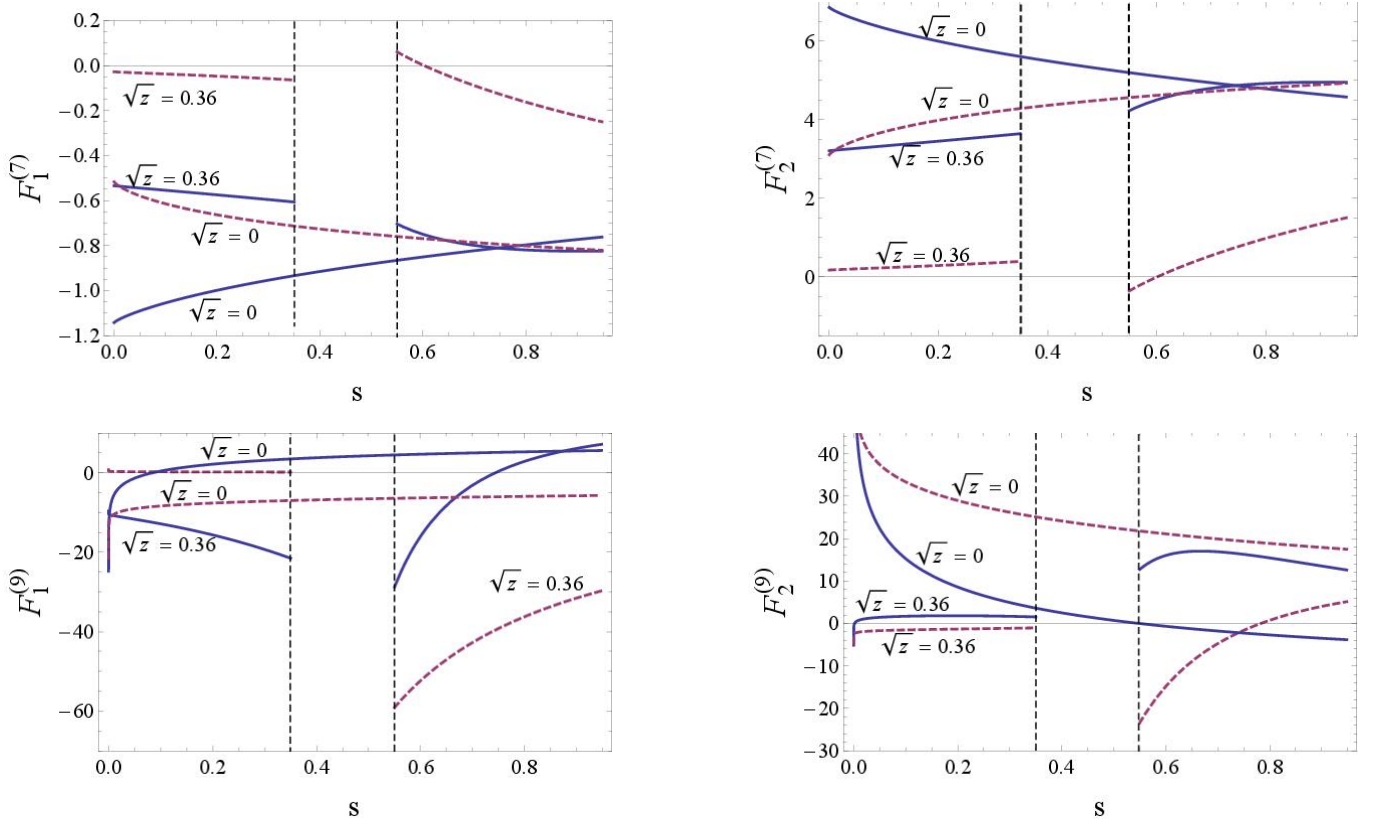 0.2
0.0
−0.2
−0.4
−0.6
−0.8
−1.0
−1.2
F₁⁽⁷⁾
√z = 0.36
√z = 0.36
√z = 0
√z = 0
0.0 0.2 0.4 0.6 0.8
s
6
4
2
0
F₂⁽⁷⁾
√z = 0
√z = 0
√z = 0.36
√z = 0.36
0.0 0.2 0.4 0.6 0.8
s
0
−20
−40
−60
F₁⁽⁹⁾
√z = 0
√z = 0
√z = 0.36
√z = 0.36
0.0 0.2 0.4 0.6 0.8
s
40
30
20
10
0
−10
−20
−30
F₂⁽⁹⁾
√z = 0
√z = 0
√z = 0.36
√z = 0.36
0.0 0.2 0.4 0.6 0.8
s